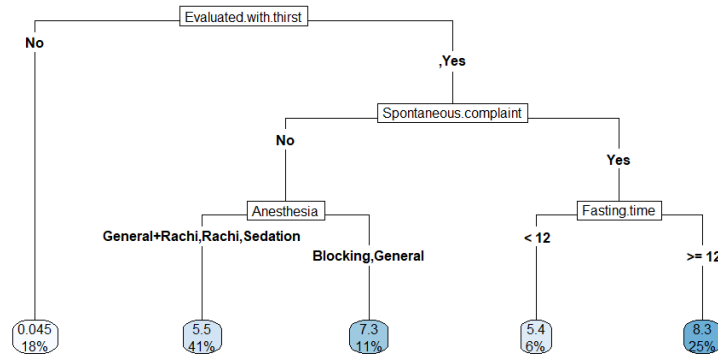 Evaluated.with.thirst
No
,Yes
Spontaneous.complaint
No
Yes
Anesthesia
Fasting.time
General+Rachi,Rachi,Sedation
Blocking,General
< 12
>= 12
0.045
18%
5.5
41%
7.3
11%
5.4
6%
8.3
25%